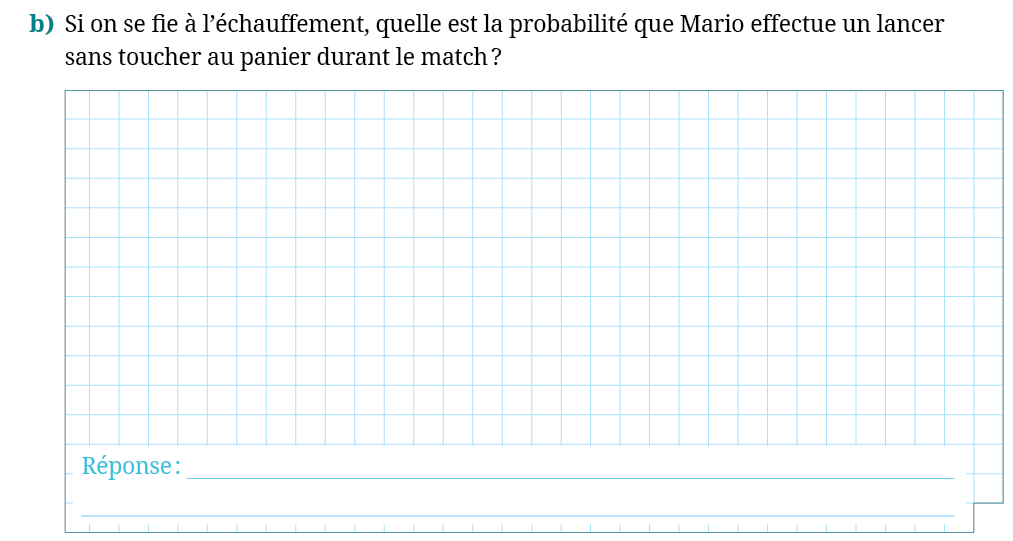 b) Si on se fie à l’échauffement, quelle est la probabilité que Mario effectue un lancer
sans toucher au panier durant le match ?
Réponse :